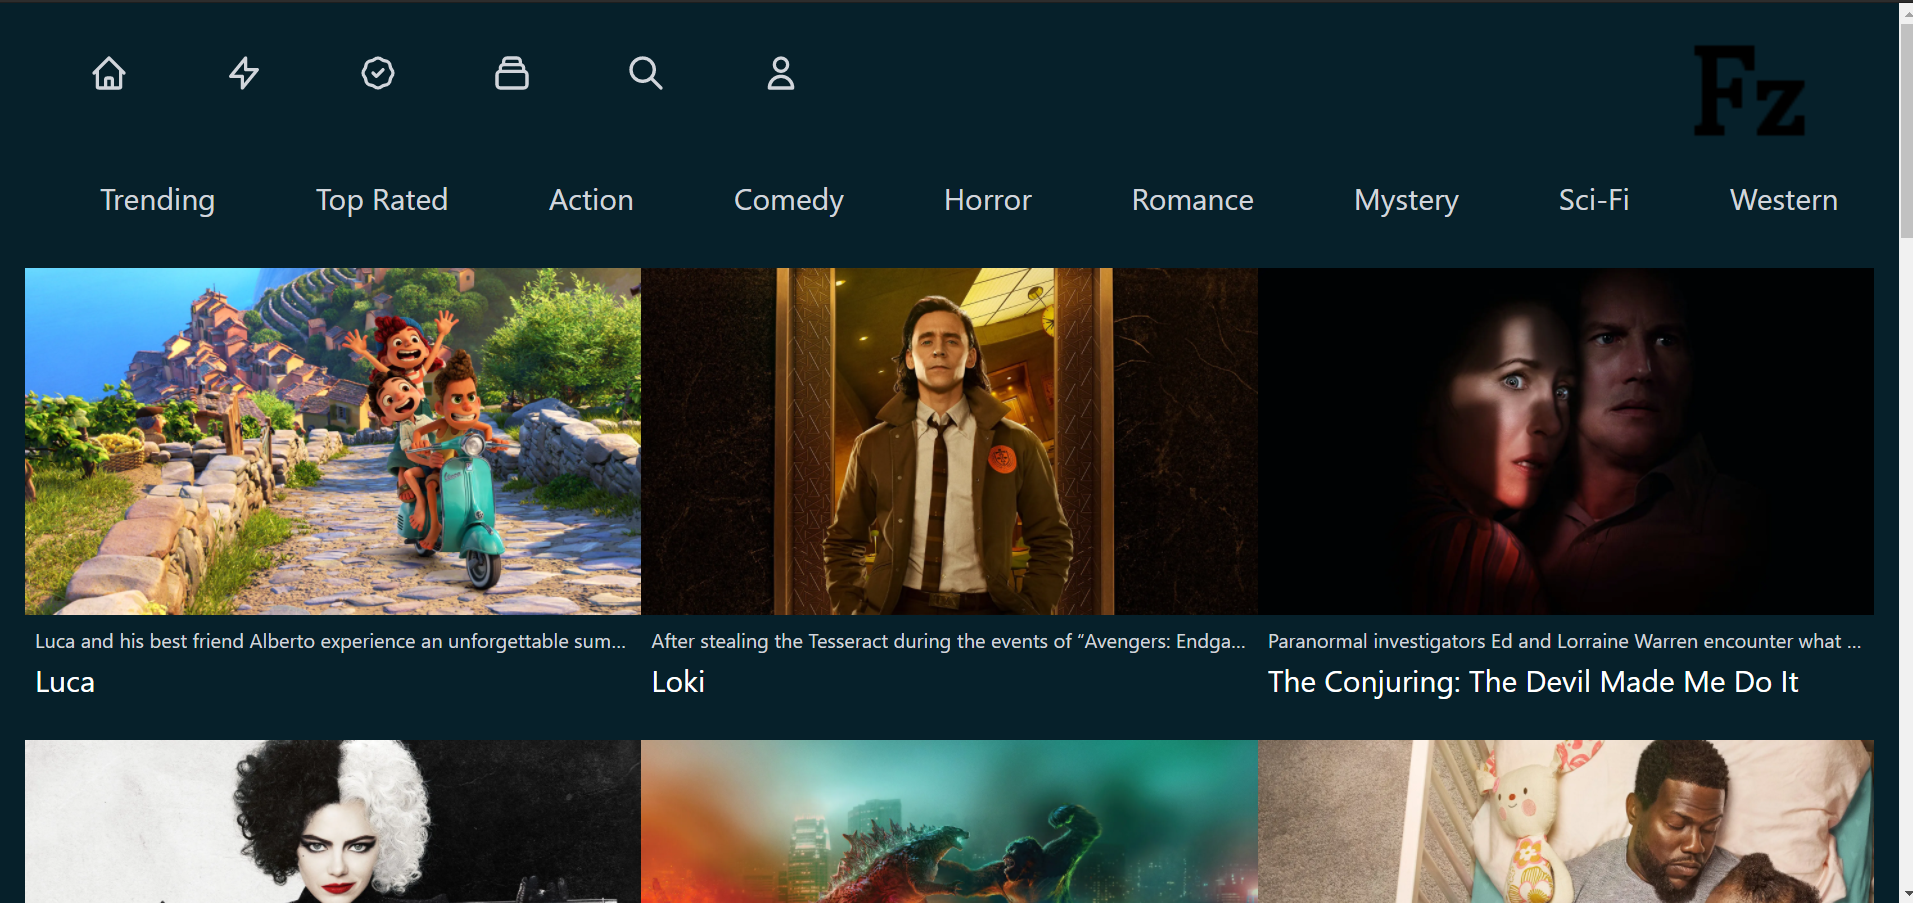 Fz
Trending Top Rated Action Comedy Horror Romance Mystery Sci-Fi Western
Luca and his best friend Alberto experience an unforgettable sum...
Luca
After stealing the Tesseract during the events of “Avengers: Endga...
Loki
Paranormal investigators Ed and Lorraine Warren encounter what ...
The Conjuring: The Devil Made Me Do It